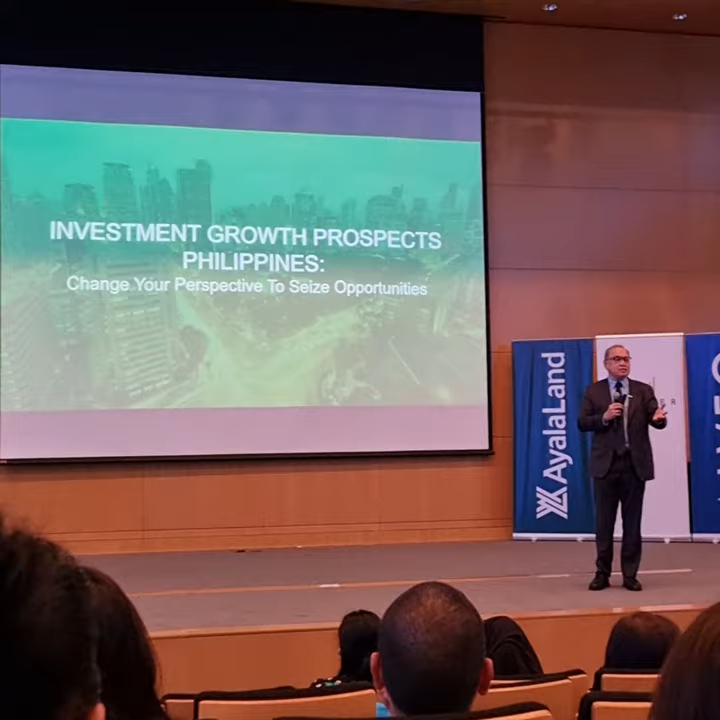 INVESTMENT GROWTH PROSPECTS
PHILIPPINES:
Change Your Perspective To Seize Opportunities
AyalaLand